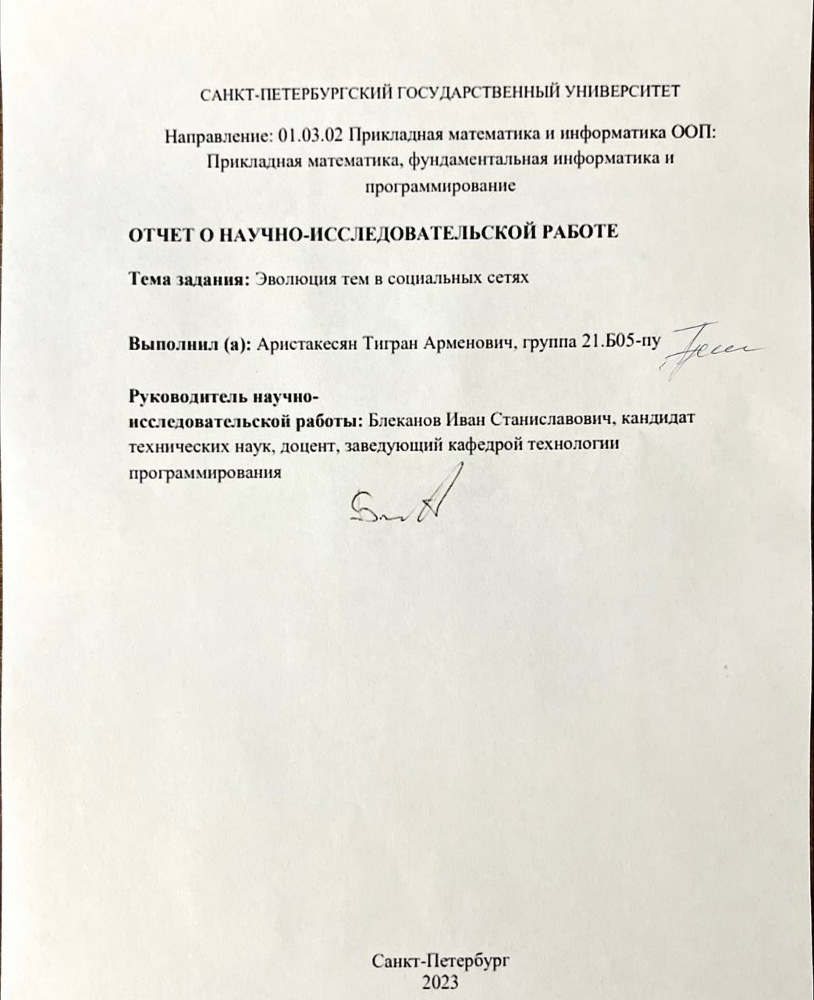 САНКТ-ПЕТЕРБУРГСКИЙ ГОСУДАРСТВЕННЫЙ УНИВЕРСИТЕТ
Направление: 01.03.02 Прикладная математика и информатика ООП:
Прикладная математика, фундаментальная информатика и
программирование
ОТЧЕТ О НАУЧНО-ИССЛЕДОВАТЕЛЬСКОЙ РАБОТЕ
Тема задания: Эволюция тем в социальных сетях
Выполнил (а): Аристакесян Тигран Арменович, группа 21.Б05-пу
Руководитель научно-
исследовательской работы: Блеканов Иван Станиславович, кандидат
технических наук, доцент, заведующий кафедрой технологии
программирования
Санкт-Петербург
2023